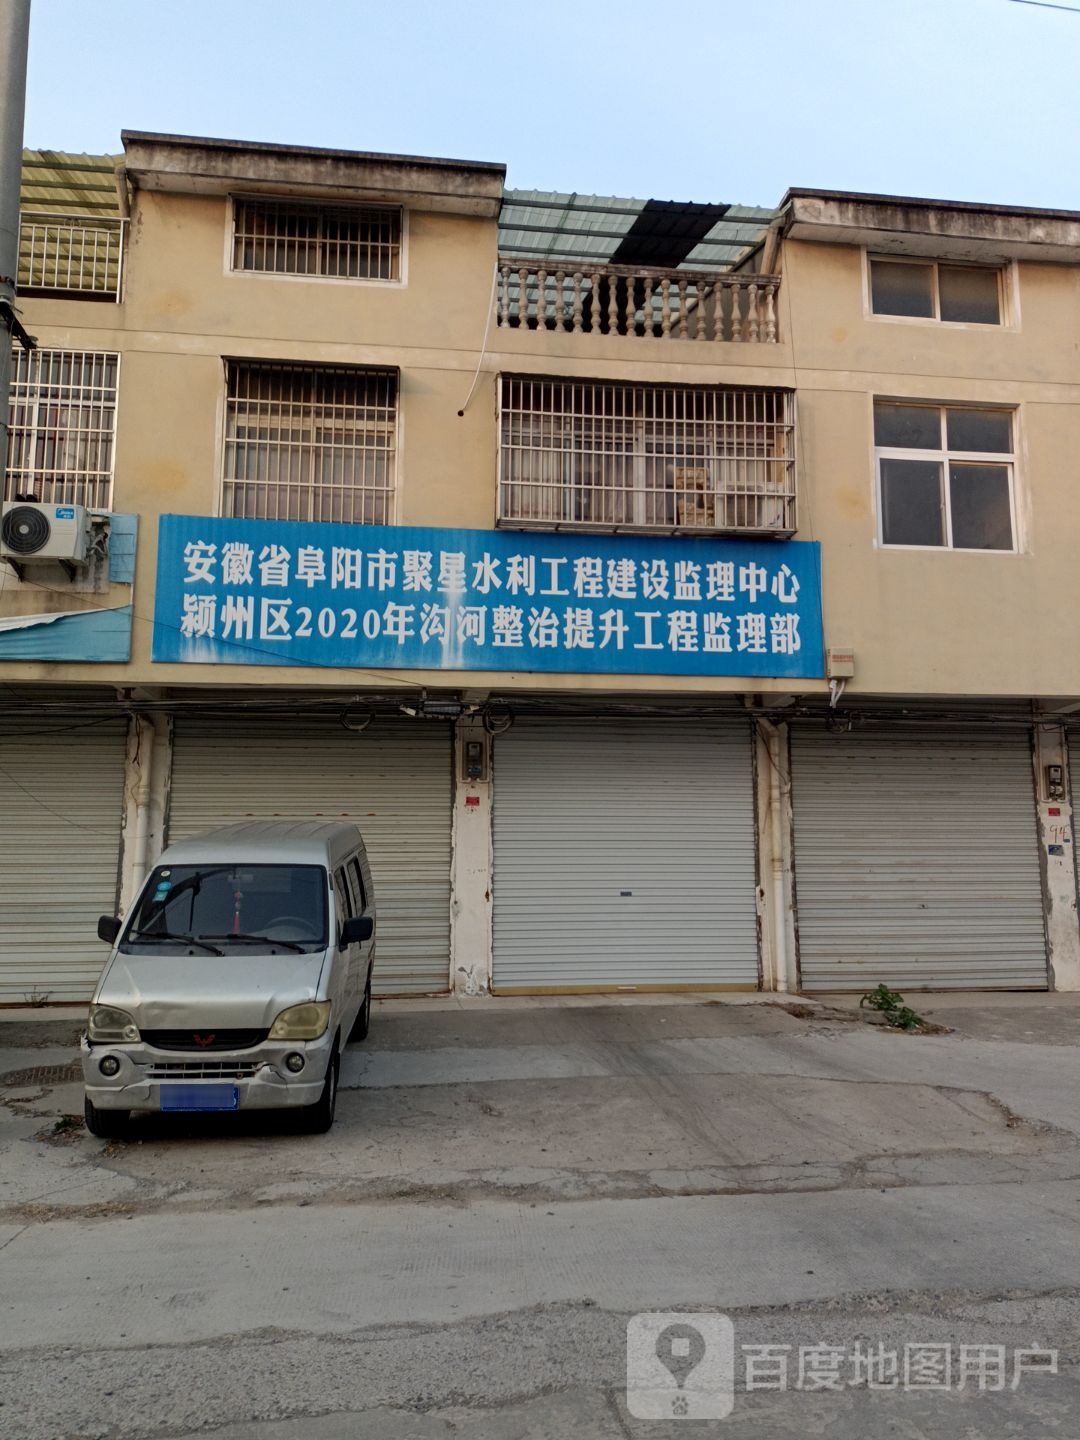 安徽省阜阳市聚星水利工程建设监理中心
颍州区2020年沟河整治提升工程监理部
94
百度地图用户